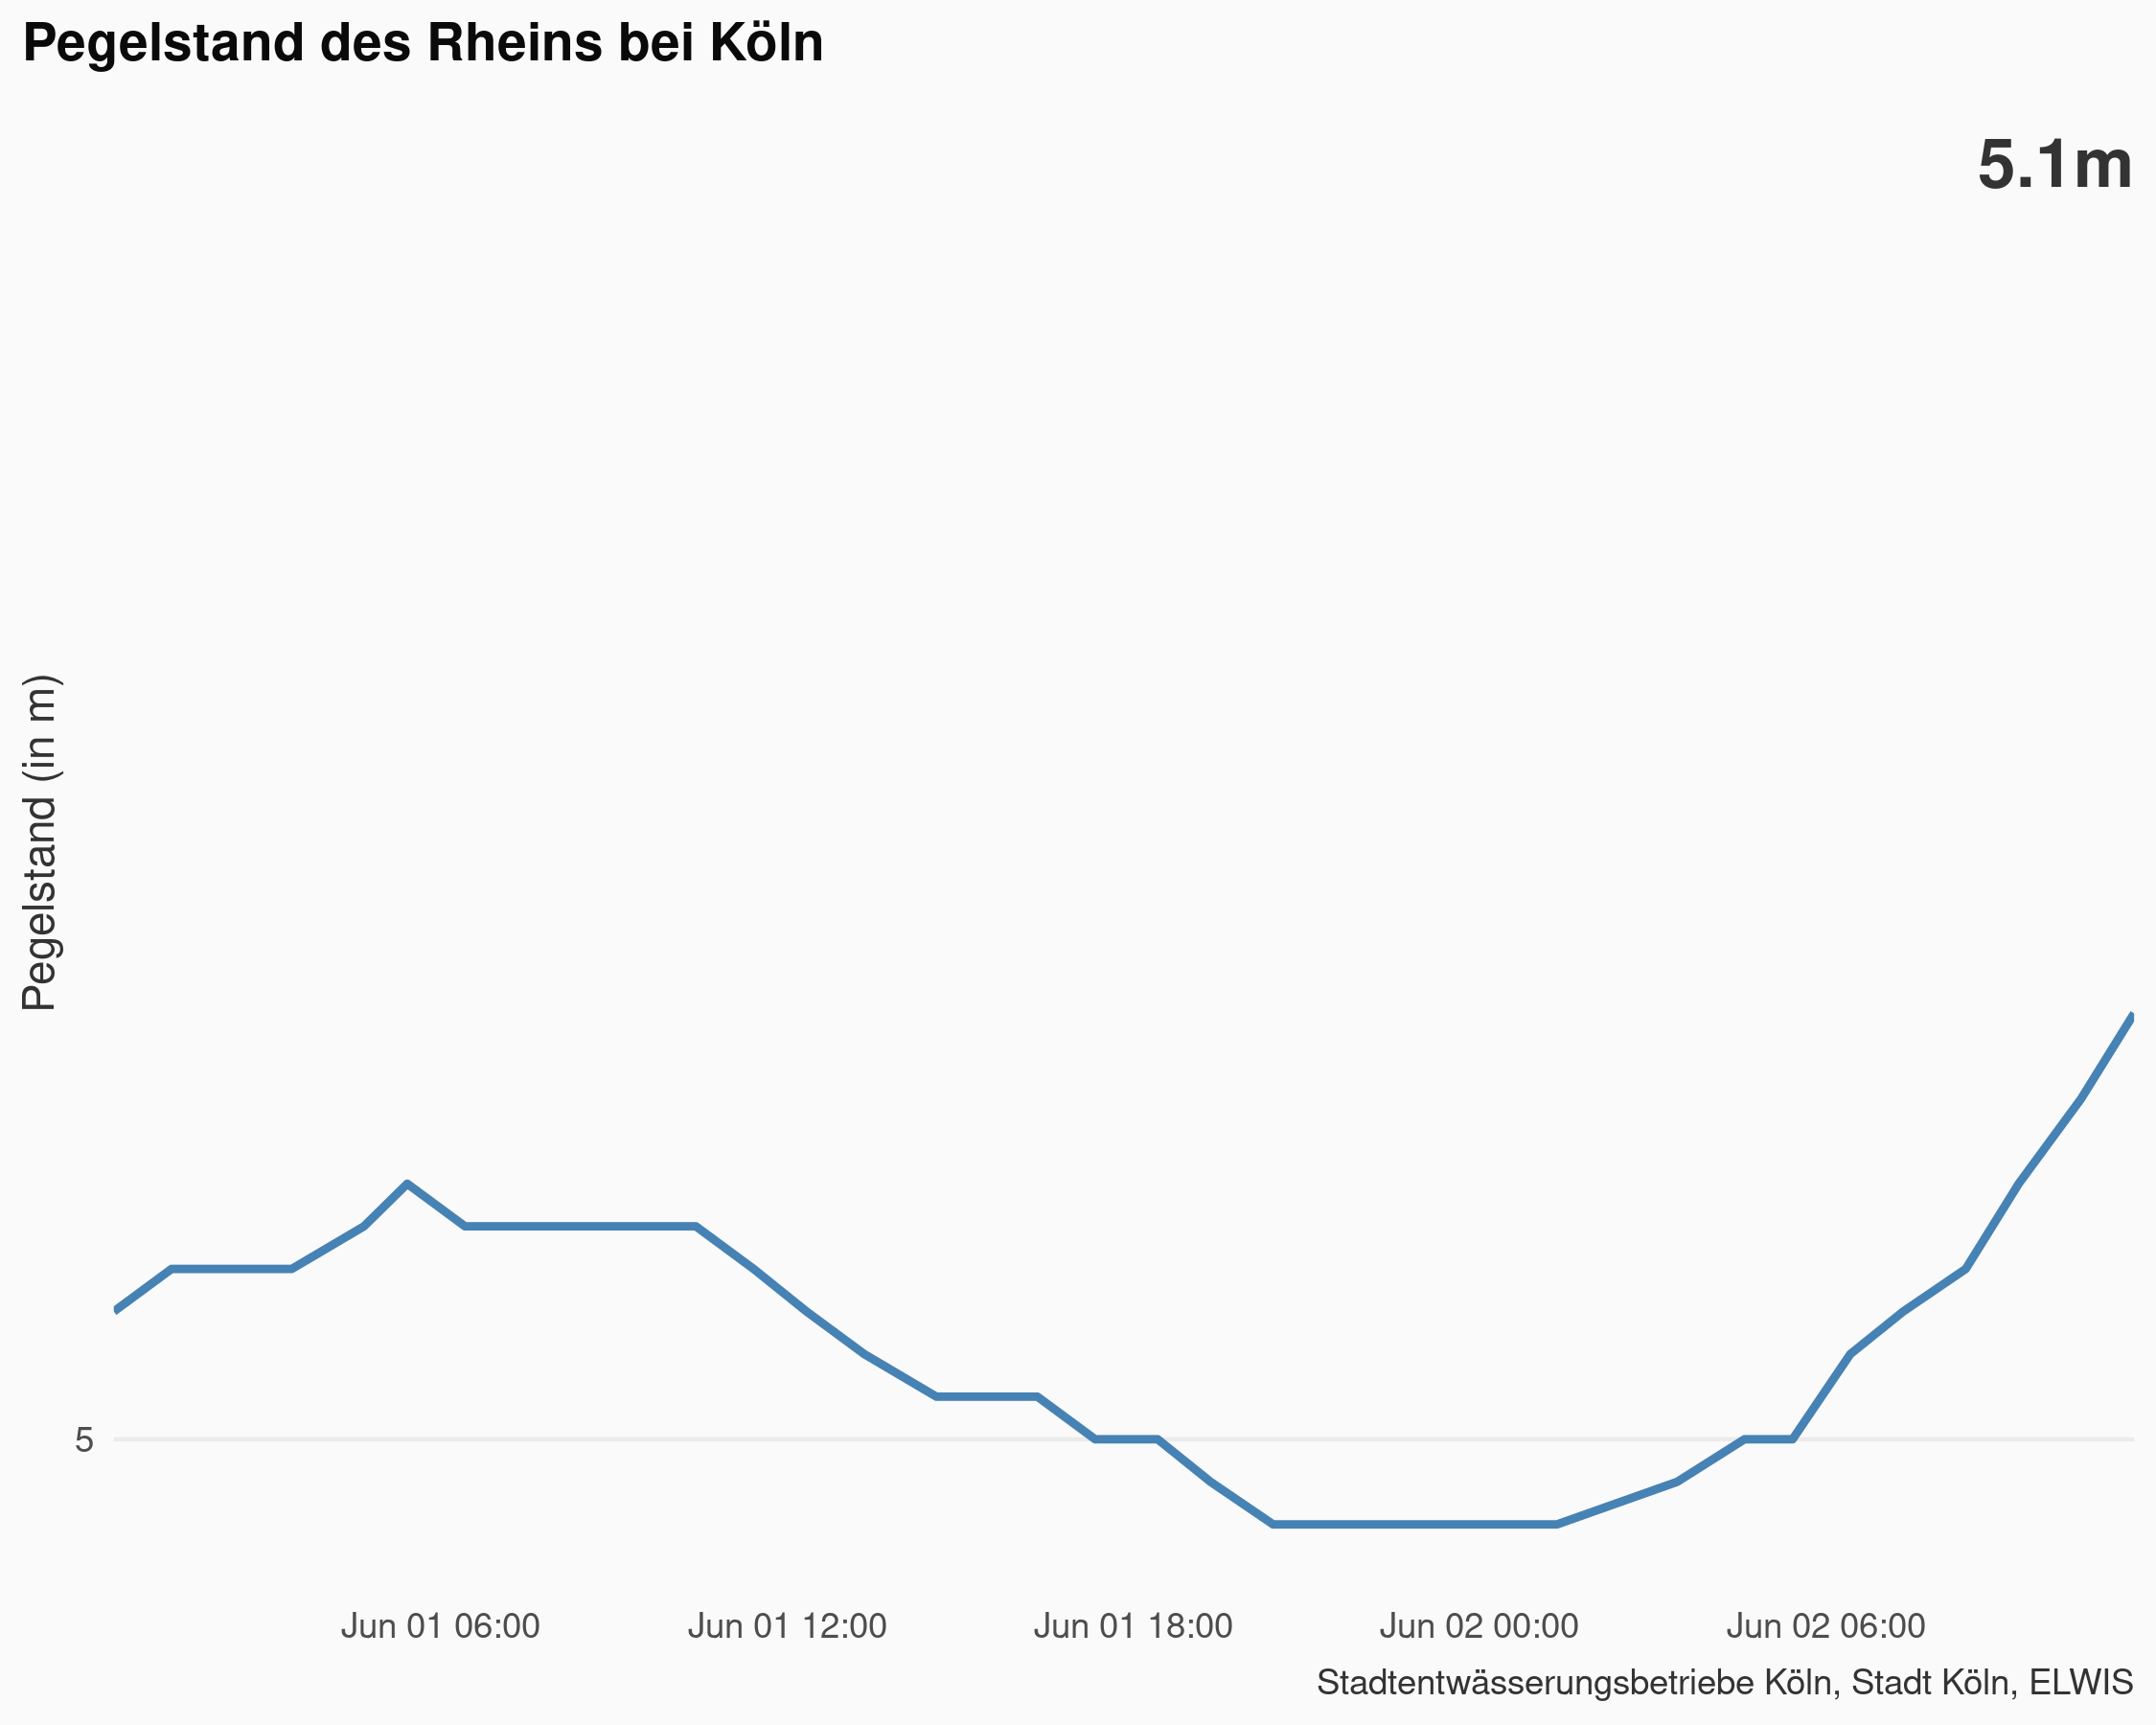 Pegelstand des Rheins bei Köln
5.1m
Pegelstand (in m)
5
Jun 01 06:00 Jun 01 12:00 Jun 01 18:00 Jun 02 00:00 Jun 02 06:00
Stadtentwässerungsbetriebe Köln, Stadt Köln, ELWIS